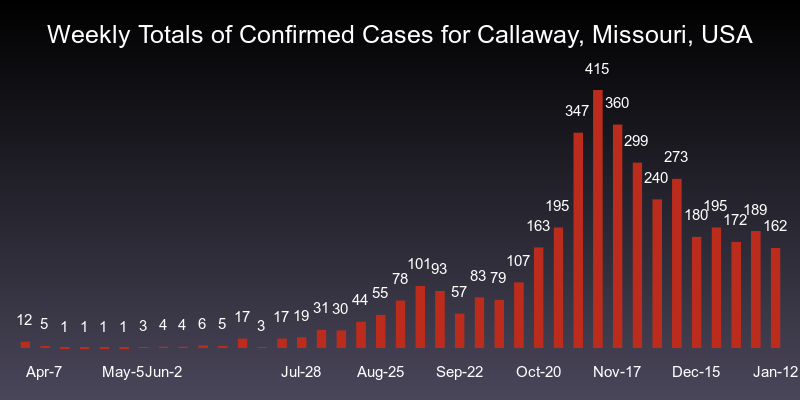 Weekly Totals of Confirmed Cases for Callaway, Missouri, USA
12 5 1 1 1 1 3 4 4 6 5 17 3 17 19 31 30 44 55 78 101 93 57 83 79 107 163 195 347 415 360 299 240 273 180 195 172 189 162
Apr-7 May-5 Jun-2 Jul-28 Aug-25 Sep-22 Oct-20 Nov-17 Dec-15 Jan-12